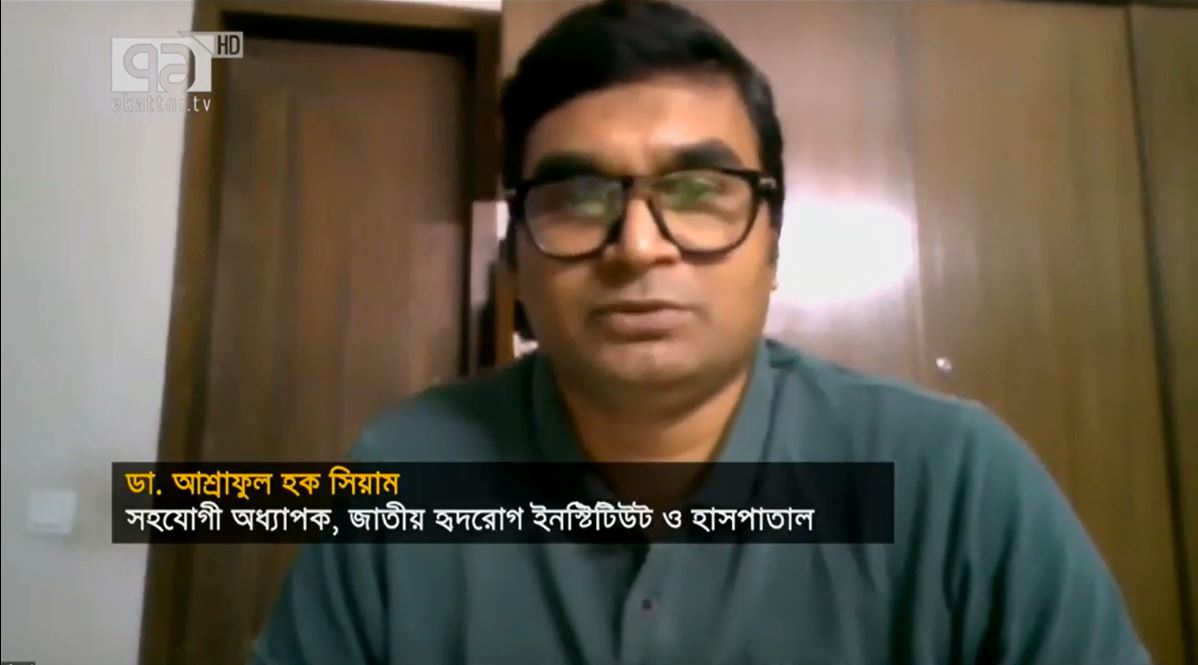 ৭১ HD
ekattor.tv
ডা. আশ্রাফুল হক সিয়াম
সহযোগী অধ্যাপক, জাতীয় হৃদরোগ ইনস্টিটিউট ও হাসপাতাল